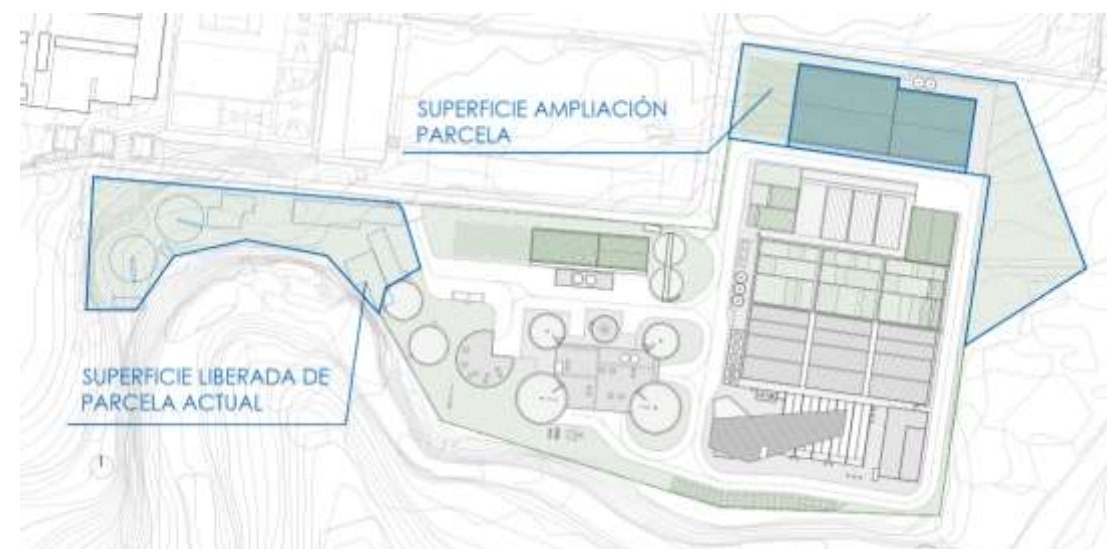 SUPERFICIE AMPLIACIÓN
PARCELA
SUPERFICIE LIBERADA DE
PARCELA ACTUAL